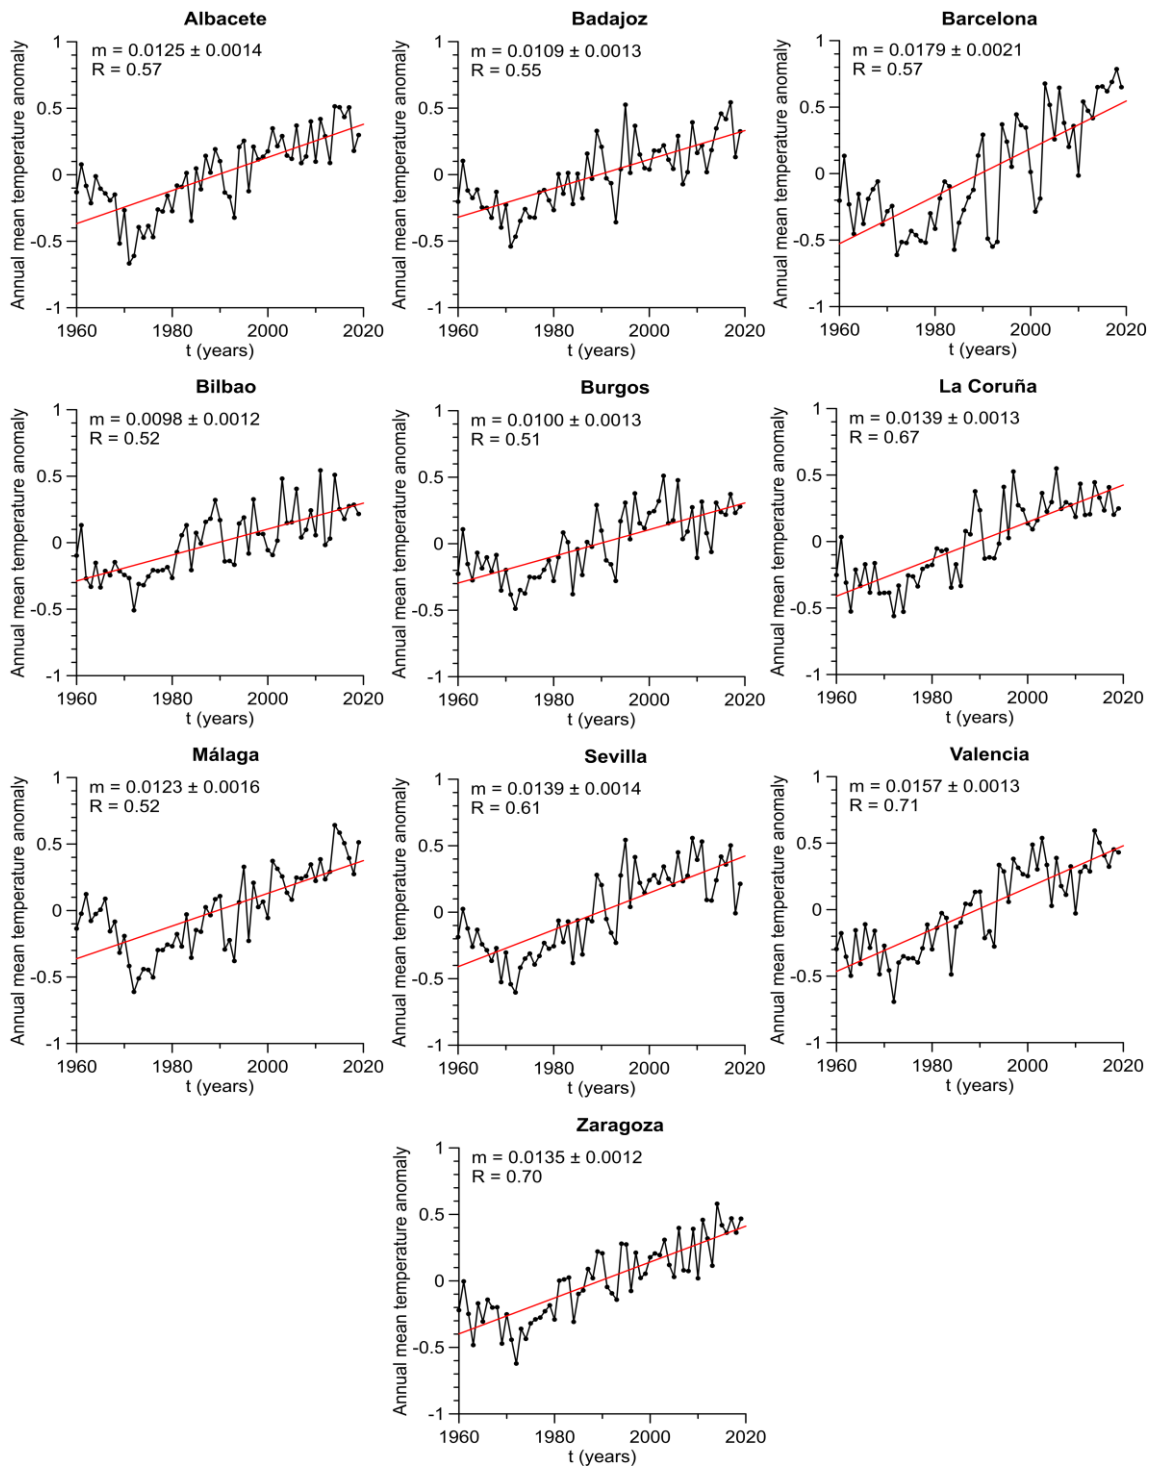 Albacete
Annual mean temperature anomaly
m = 0.0125 ± 0.0014
R = 0.57
1
0.5
0
-0.5
-1
1960
1980
2000
2020
t (years)
Badajoz
Annual mean temperature anomaly
m = 0.0109 ± 0.0013
R = 0.55
1
0.5
0
-0.5
-1
1960
1980
2000
2020
t (years)
Barcelona
Annual mean temperature anomaly
m = 0.0179 ± 0.0021
R = 0.57
1
0.5
0
-0.5
-1
1960
1980
2000
2020
t (years)
Bilbao
Annual mean temperature anomaly
m = 0.0098 ± 0.0012
R = 0.52
1
0.5
0
-0.5
-1
1960
1980
2000
2020
t (years)
Burgos
Annual mean temperature anomaly
m = 0.0100 ± 0.0013
R = 0.51
1
0.5
0
-0.5
-1
1960
1980
2000
2020
t (years)
La Coruña
Annual mean temperature anomaly
m = 0.0139 ± 0.0013
R = 0.67
1
0.5
0
-0.5
-1
1960
1980
2000
2020
t (years)
Málaga
Annual mean temperature anomaly
m = 0.0123 ± 0.0016
R = 0.52
1
0.5
0
-0.5
-1
1960
1980
2000
2020
t (years)
Sevilla
Annual mean temperature anomaly
m = 0.0139 ± 0.0014
R = 0.61
1
0.5
0
-0.5
-1
1960
1980
2000
2020
t (years)
Valencia
Annual mean temperature anomaly
m = 0.0157 ± 0.0013
R = 0.71
1
0.5
0
-0.5
-1
1960
1980
2000
2020
t (years)
Zaragoza
Annual mean temperature anomaly
m = 0.0135 ± 0.0012
R = 0.70
1
0.5
0
-0.5
-1
1960
1980
2000
2020
t (years)